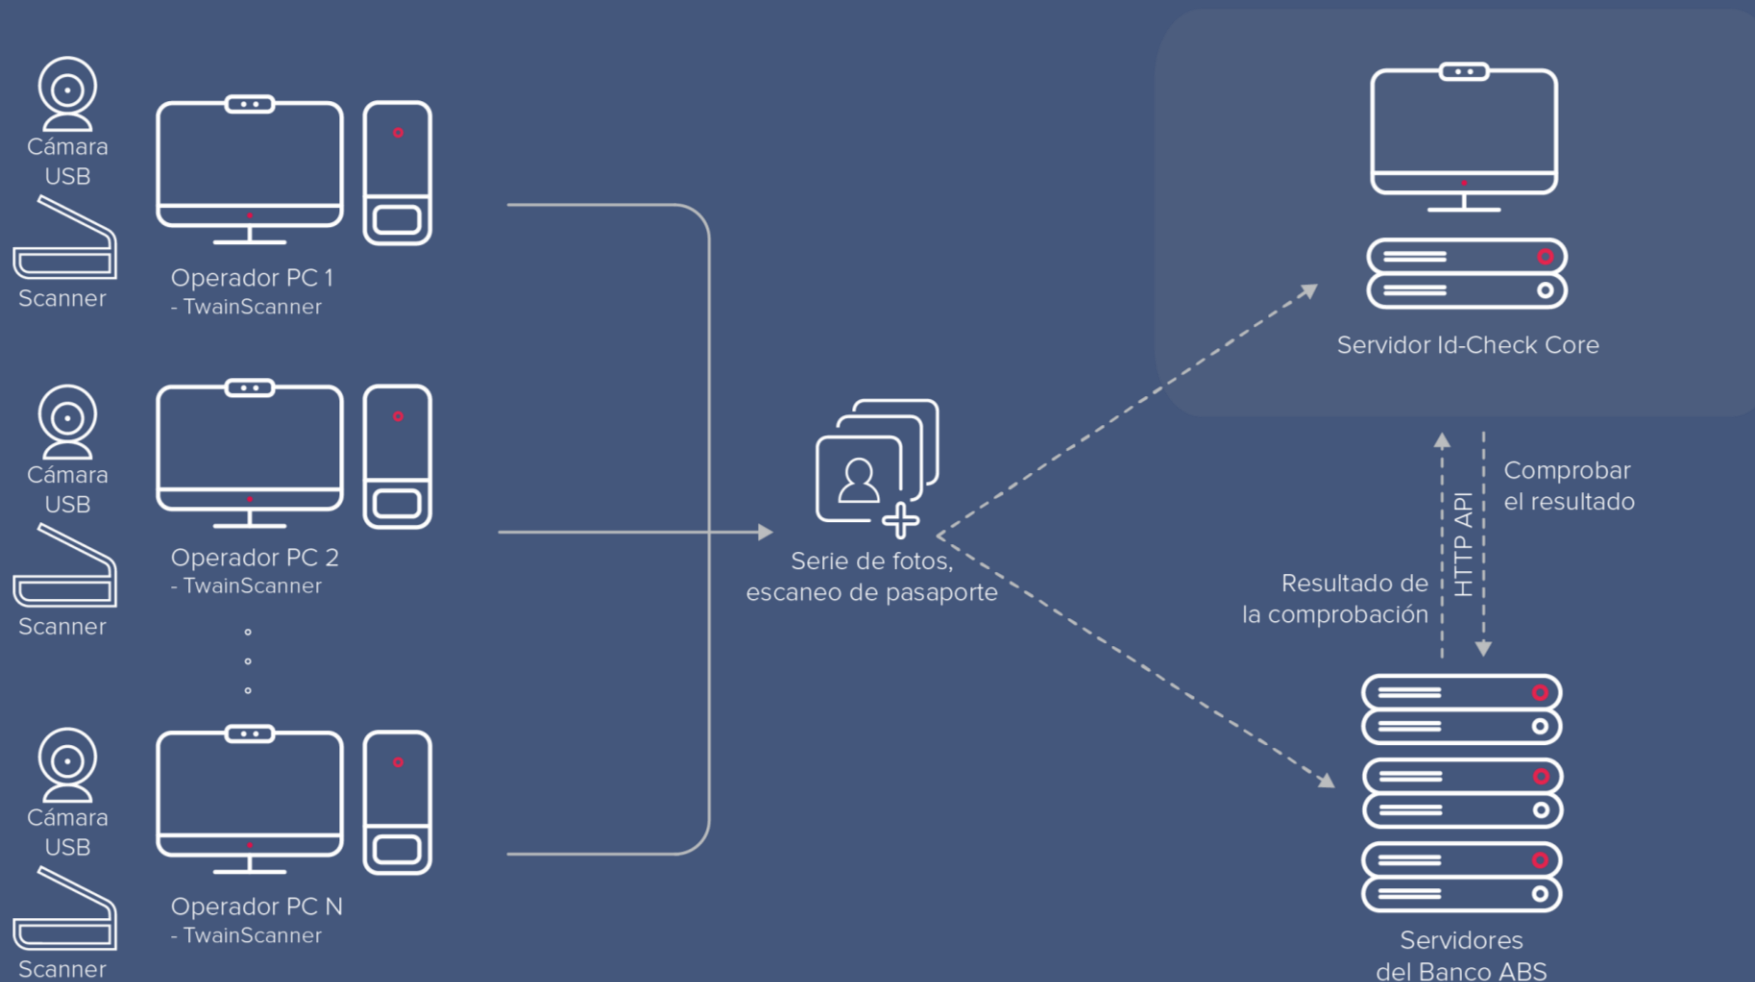 Cámara
USB
Scanner
Operador PC 1
- TwainScanner
Cámara
USB
Scanner
Operador PC 2
- TwainScanner
Cámara
USB
Scanner
Operador PC N
- TwainScanner
Serie de fotos,
escaneo de pasaporte
Servidor Id-Check Core
Comprobar
el resultado
HTTP API
Resultado de
la comprobación
Servidores
del Banco ABS